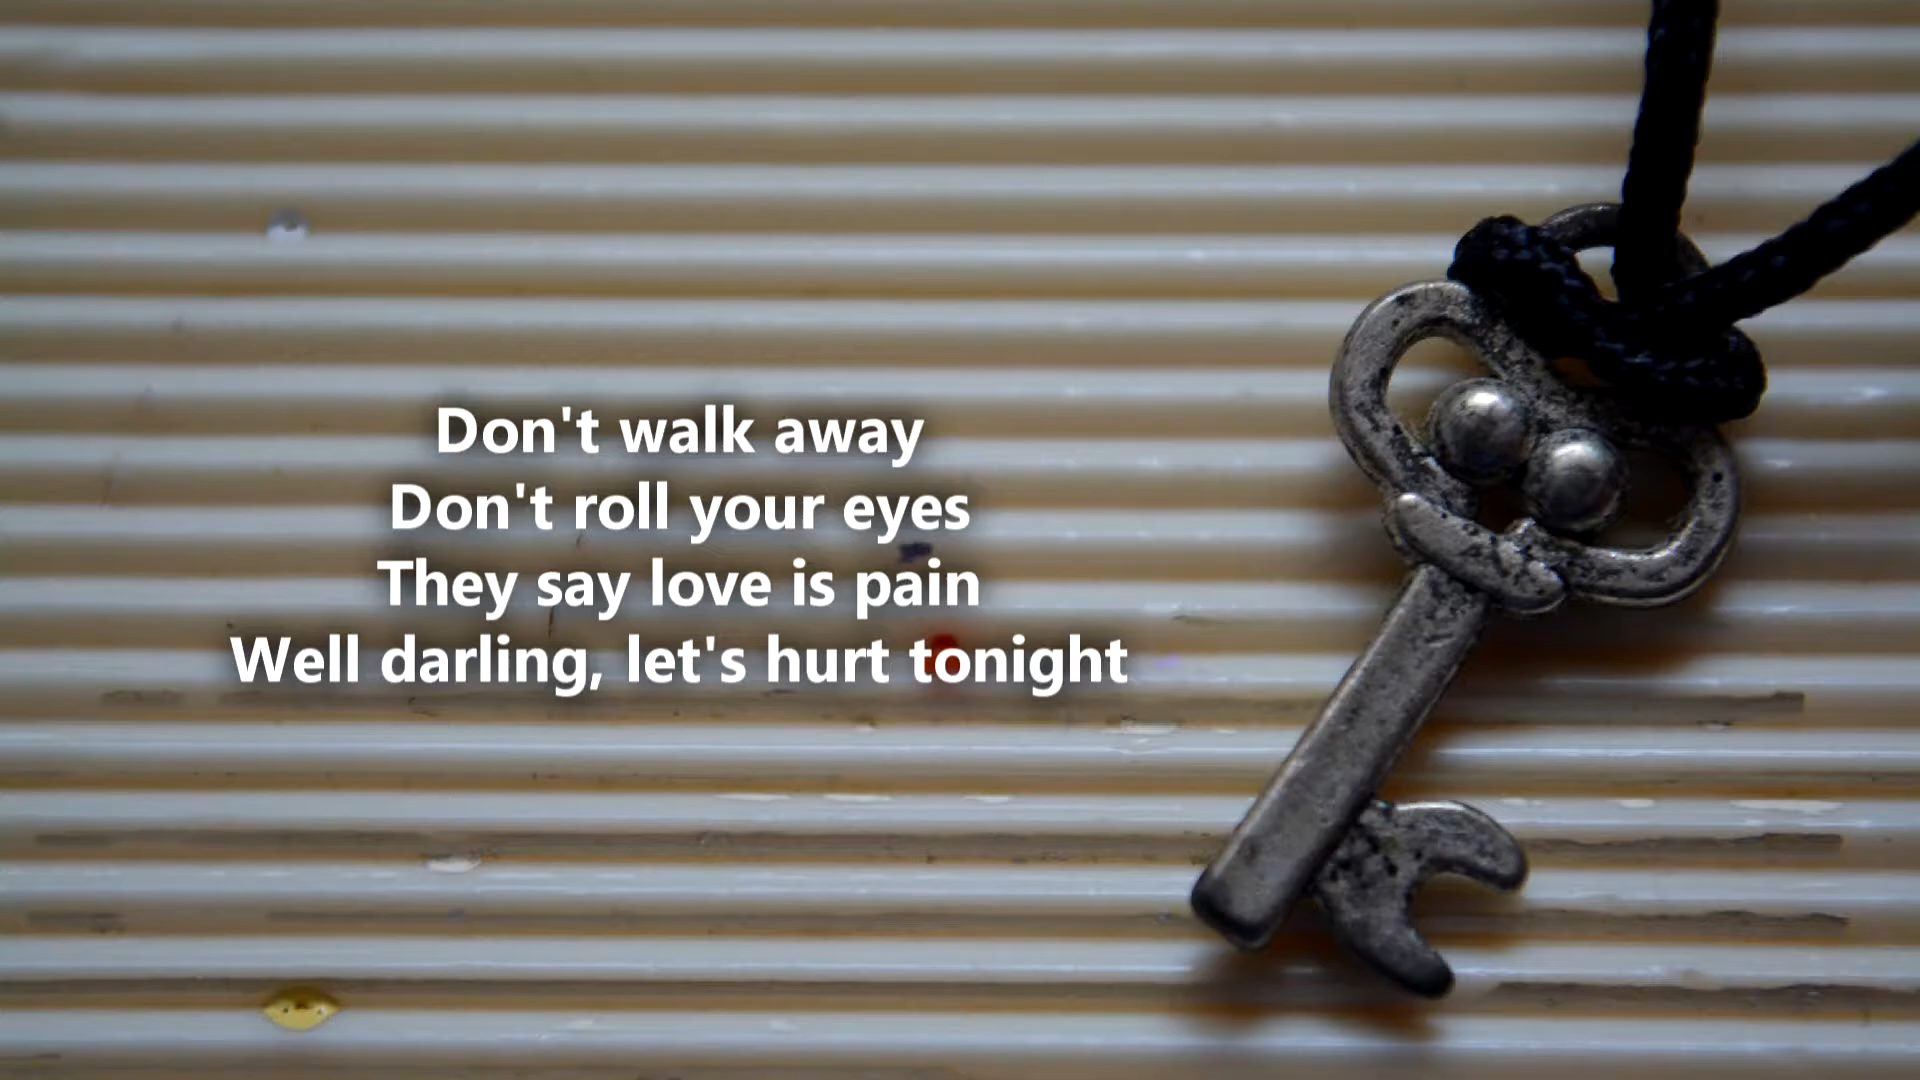 Don't walk away
Don't roll your eyes
They say love is pain
Well darling, let's hurt tonight